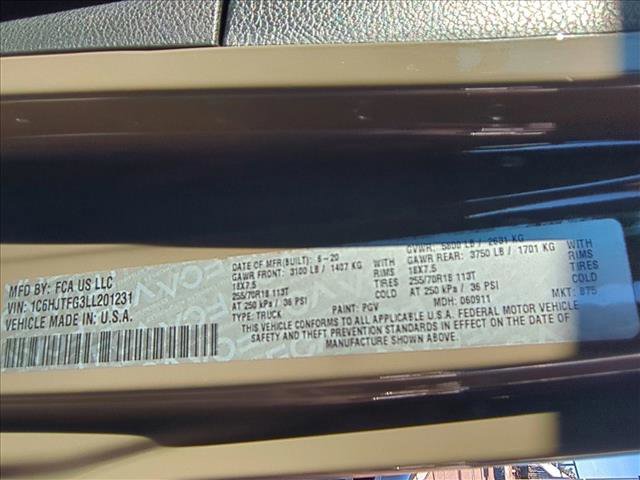 MFD BY: FCA US LLC
VIN: 1C6HJTFG3LL201231
VEHICLE MADE IN: U.S.A.
DATE OF MFR(BUILT): 6-20
GAWR FRONT: 3100 LB / 1407 KG WITH
18X7.5 TIRES
255/70R18 113T COLD
AT 250 kPa / 36 PSI
TYPE: TRUCK
GVWR: 5800 LB / 2631 KG
GAWR REAR: 3750 LB / 1701 KG WITH
18X7.5 TIRES
255/70R18 113T COLD
AT 250 kPa / 36 PSI
PAINT: PGV MDH: 060911 MKT: B75
THIS VEHICLE CONFORMS TO ALL APPLICABLE U.S.A. FEDERAL MOTOR VEHICLE
SAFETY AND THEFT PREVENTION STANDARDS IN EFFECT ON THE DATE OF
MANUFACTURE SHOWN ABOVE.